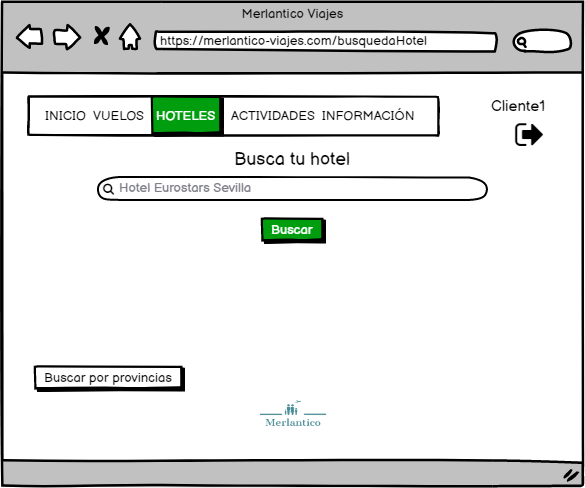 Merlantico Viajes
https://merlantico-viajes.com/busquedaHotel
INICIO VUELOS HOTELES ACTIVIDADES INFORMACIÓN
Cliente1
Busca tu hotel
Hotel Eurostars Sevilla
Buscar
Buscar por provincias
Merlantico